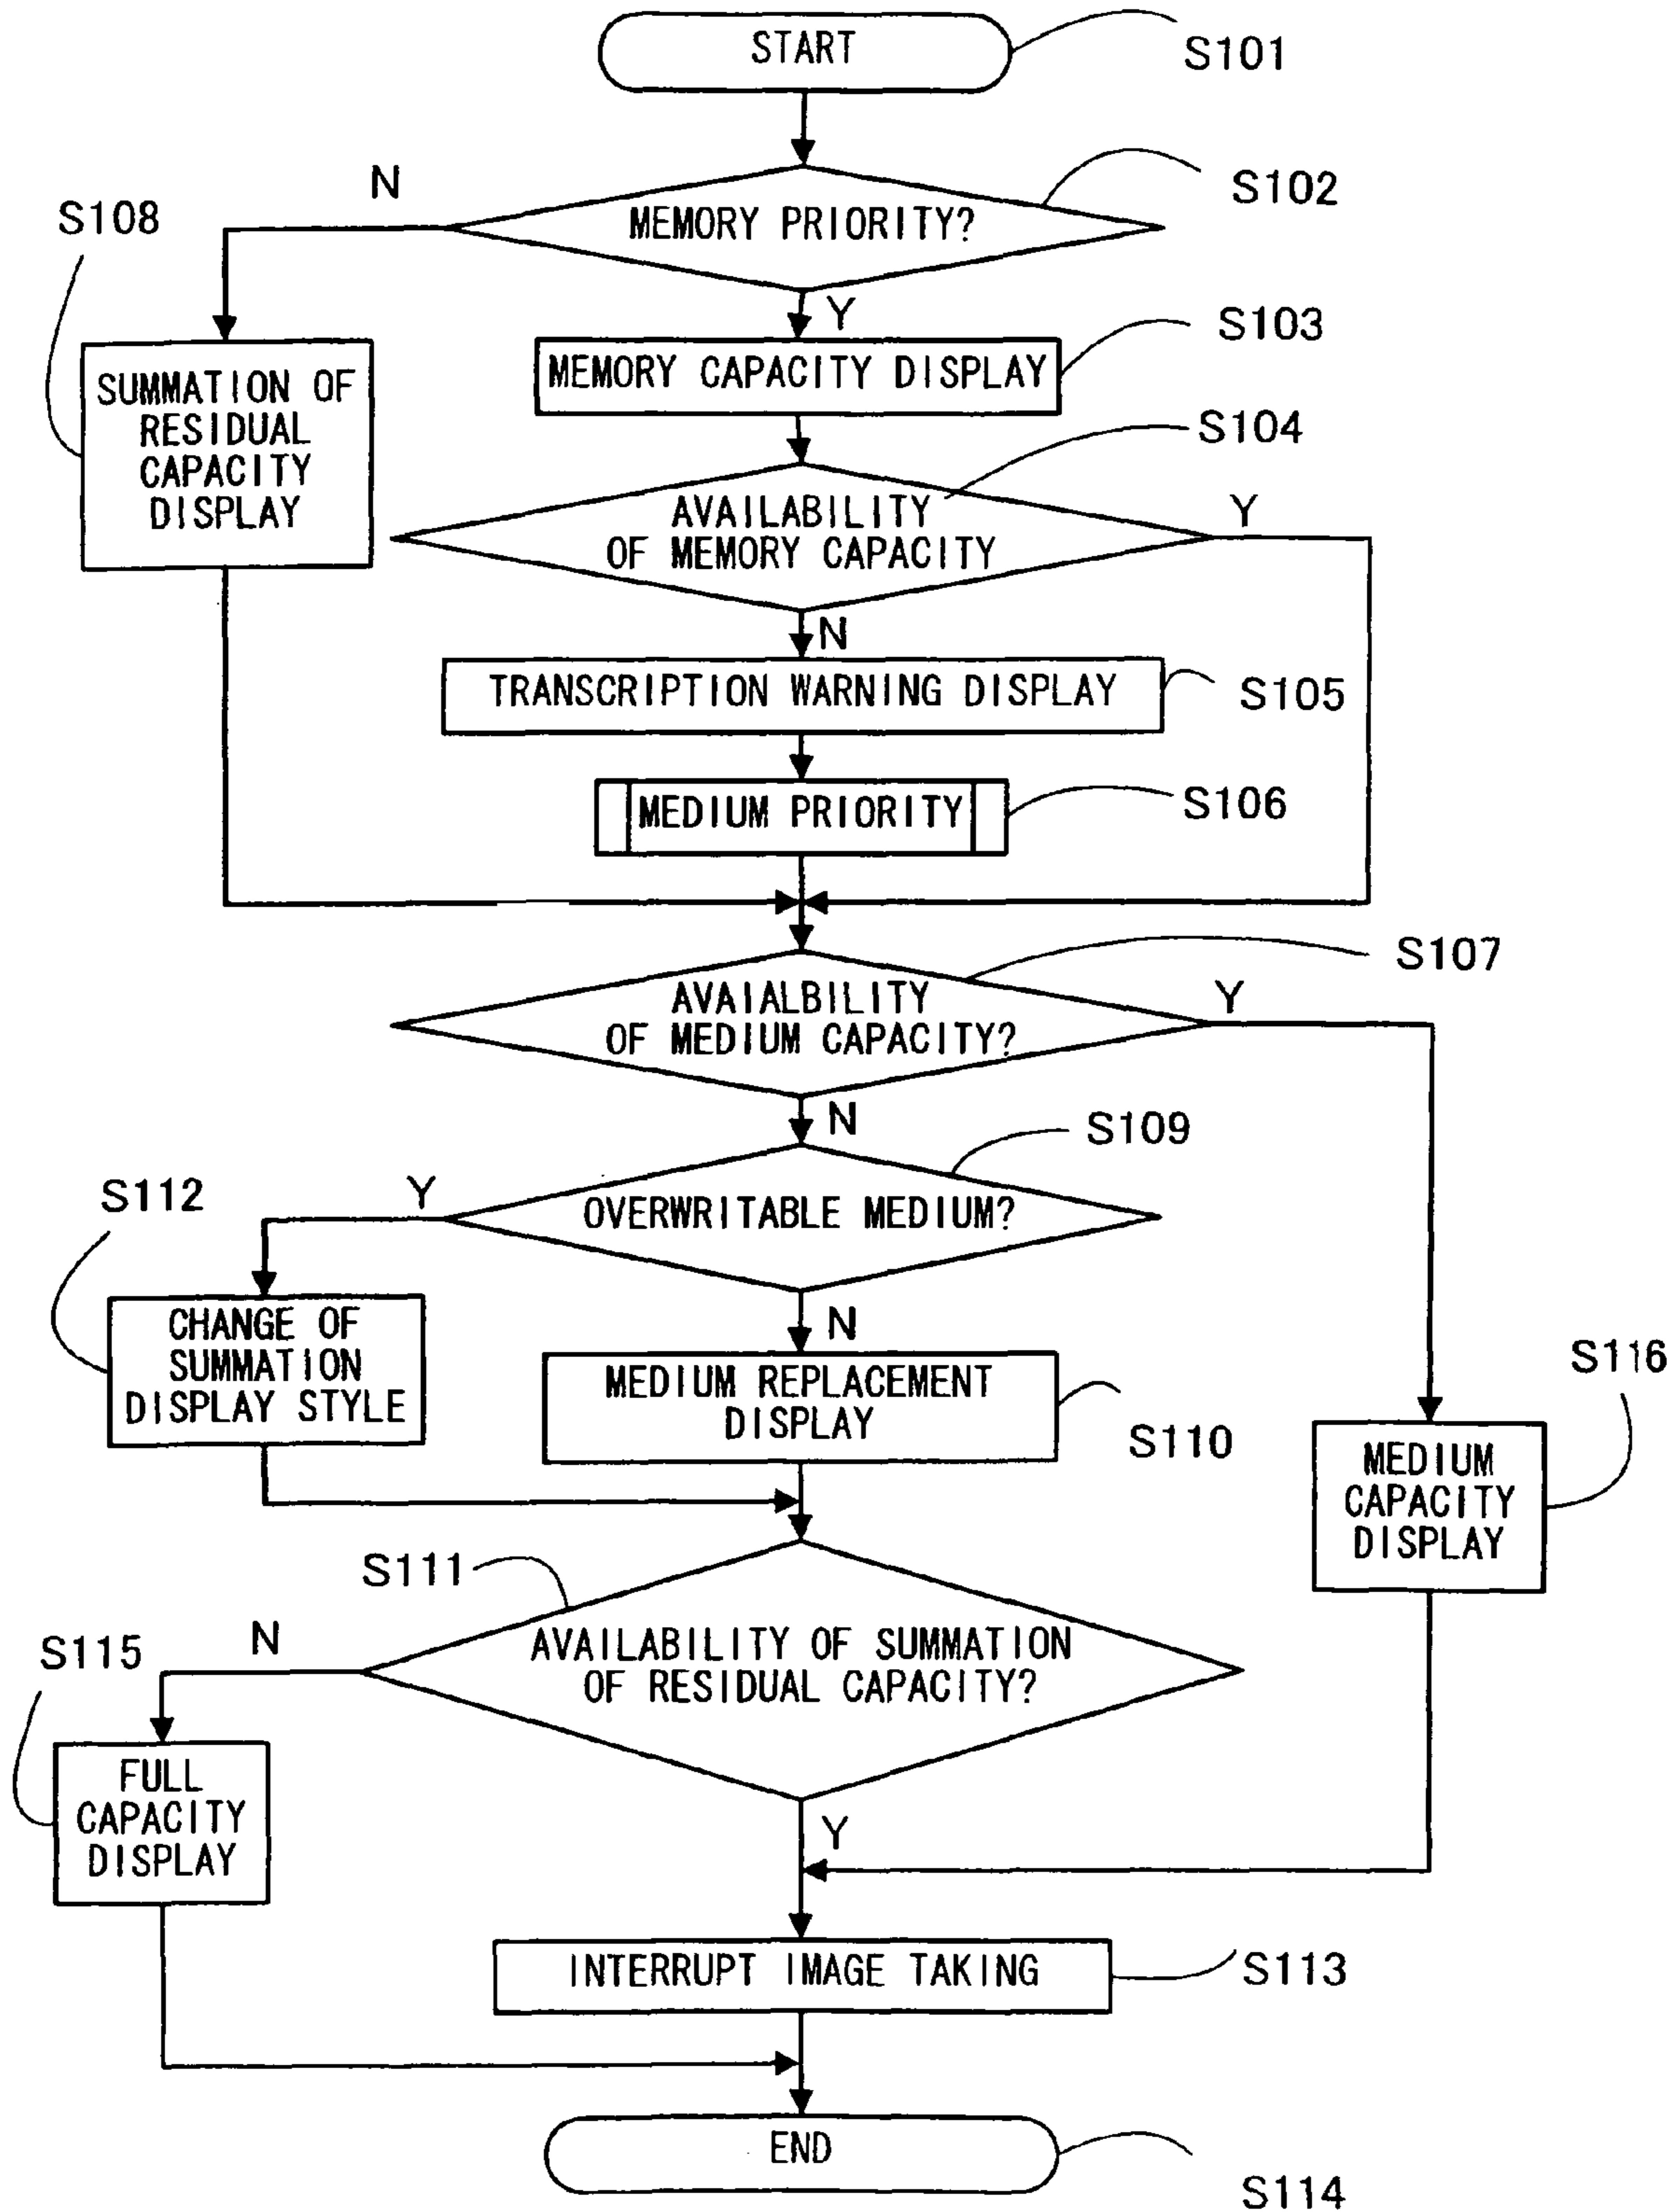 START
S101
N
S102
S108
MEMORY PRIORITY?
Y
S103
MEMORY CAPACITY DISPLAY
SUMMATION OF
RESIDUAL
CAPACITY
DISPLAY
S104
AVAILABILITY
OF MEMORY CAPACITY
Y
N
TRANSCRIPTION WARNING DISPLAY
S105
MEDIUM PRIORITY
S106
S107
AVAIALBILITY
OF MEDIUM CAPACITY?
Y
N
S109
S112
Y
OVERWRITABLE MEDIUM?
CHANGE OF
SUMMATION
DISPLAY STYLE
N
MEDIUM REPLACEMENT
DISPLAY
S110
S116
MEDIUM
CAPACITY
DISPLAY
S111
N
S115
AVAILABILITY OF SUMMATION
OF RESIDUAL CAPACITY?
FULL
CAPACITY
DISPLAY
Y
INTERRUPT IMAGE TAKING
S113
END
S114